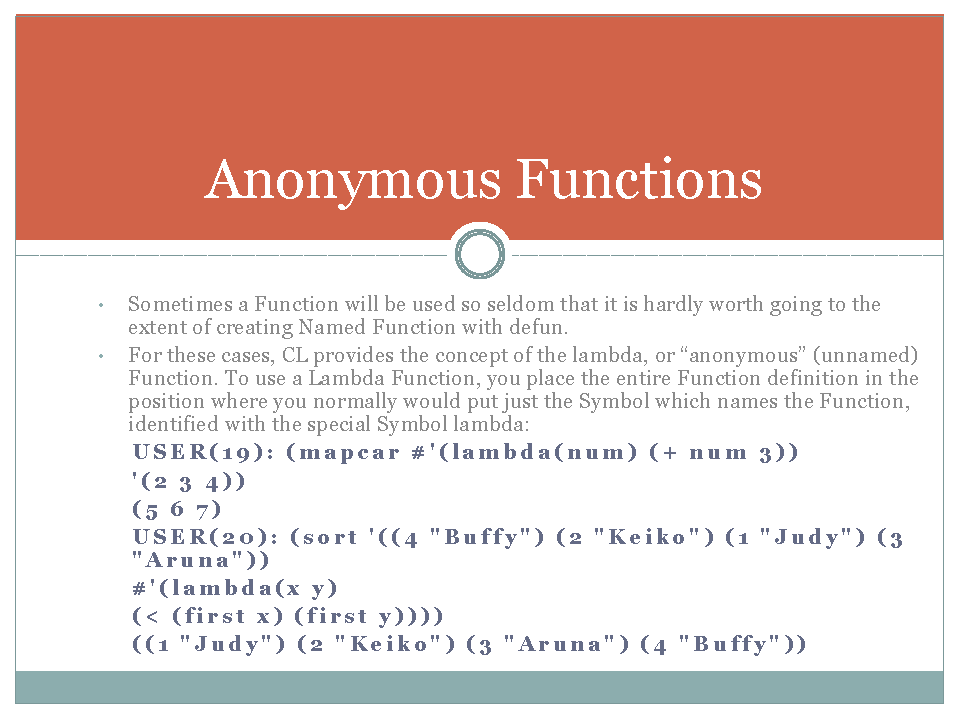 Anonymous Functions
• Sometimes a Function will be used so seldom that it is hardly worth going to the
extent of creating Named Function with defun.
• For these cases, CL provides the concept of the lambda, or “anonymous” (unnamed)
Function. To use a Lambda Function, you place the entire Function definition in the
position where you normally would put just the Symbol which names the Function,
identified with the special Symbol lambda:
USER(19): (mapcar #'(lambda(num) (+ num 3))
'(2 3 4))
(5 6 7)
USER(20): (sort '((4 "Buffy") (2 "Keiko") (1 "Judy") (3
"Aruna"))
#'(lambda(x y)
(< (first x) (first y))))
((1 "Judy") (2 "Keiko") (3 "Aruna") (4 "Buffy"))